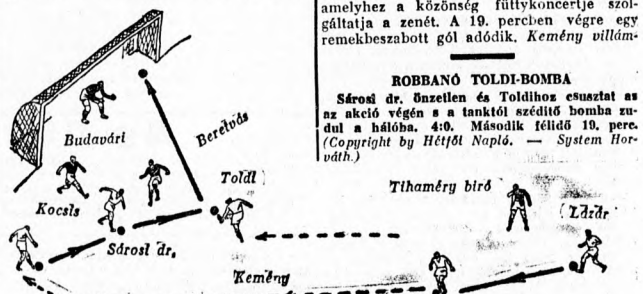 amelyhez a közönség füttykoncertje szol-
gáltatja a zenét. A 19. percben végre egy
remekbeszabott gól adódik. Kemény villám-
ROBBANÓ TOLDI-BOMBA
Sárosi dr. önzetlen és Toldihoz csusztat as
az akció végén s a tanktól szédítő bomba zu-
dul a hálóba. 4:0. Második félidő 19. perc.
(Copyright by Hétfői Napló. — System Hor-
váth.)
Budavári
Beretvás
Toldi
Tihaméry biró
Kocsis
Lázár
Sárosi dr.
Kemény